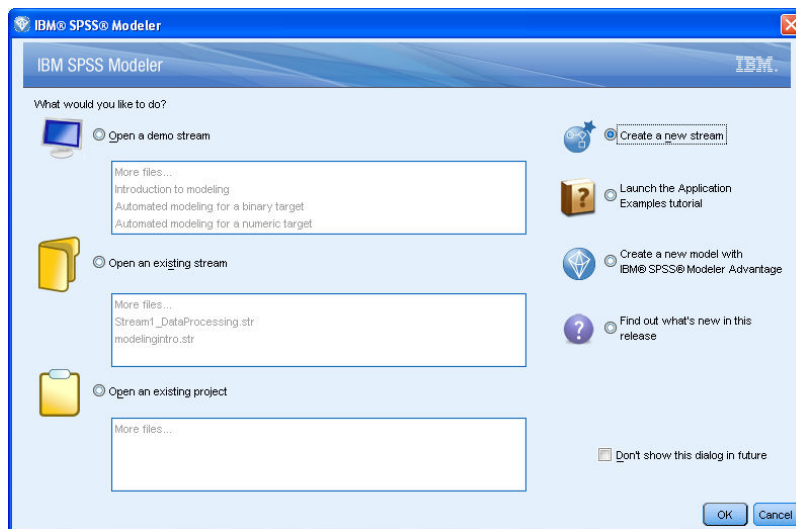 IBM® SPSS® Modeler
IBM SPSS Modeler
IBM.
What would you like to do?
Open a demo stream
More files...
Introduction to modeling
Automated modeling for a binary target
Automated modeling for a numeric target
Open an existing stream
More files...
Stream1_DataProcessing.str
modelingintro.str
Open an existing project
More files...
Create a new stream
Launch the Application
Examples tutorial
Create a new model with
IBM® SPSS® Modeler Advantage
Find out what's new in this
release
Don't show this dialog in future
OK
Cancel